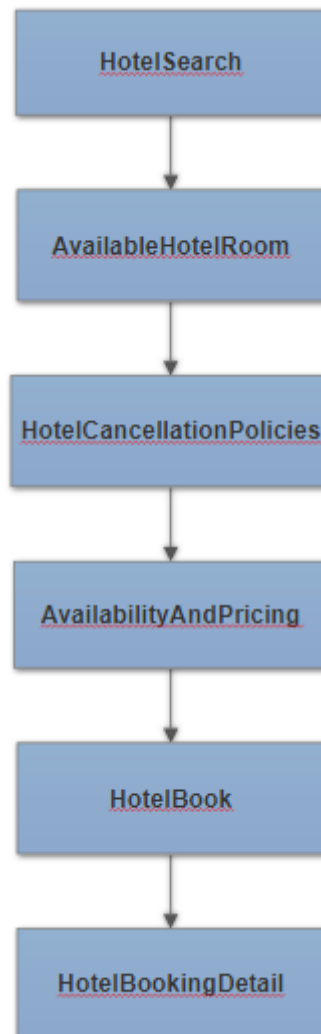 HotelSearch
AvailableHotelRoom
HotelCancellationPolicies
AvailabilityAndPricing
HotelBook
HotelBookingDetail